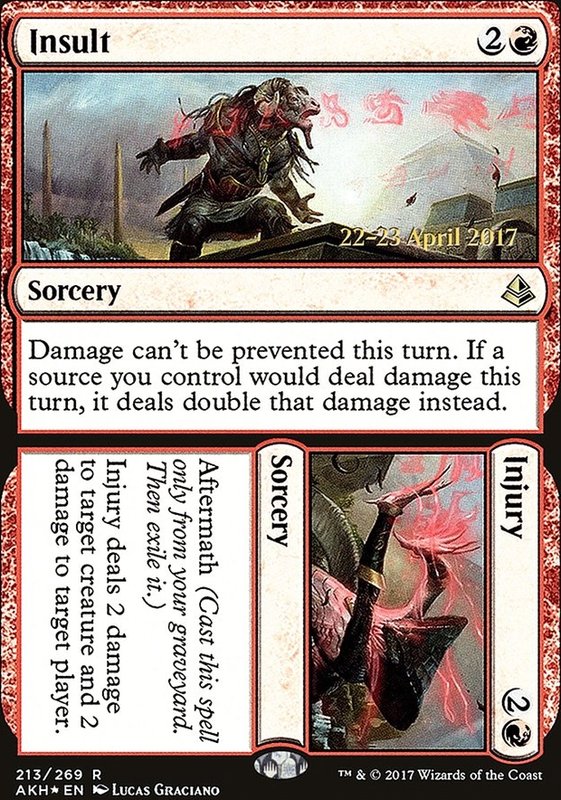 Insult 2
22-23 April 2017
Sorcery
Damage can't be prevented this turn. If a
source you control would deal damage this
turn, it deals double that damage instead.
Injury 2
Sorcery
Aftermath (Cast this spell
only from your graveyard.
Then exile it.)
Injury deals 2 damage
to target creature and 2
damage to target player.
213/269 R
AKH★EN LUCAS GRACIANO
™ & © 2017 Wizards of the Coast